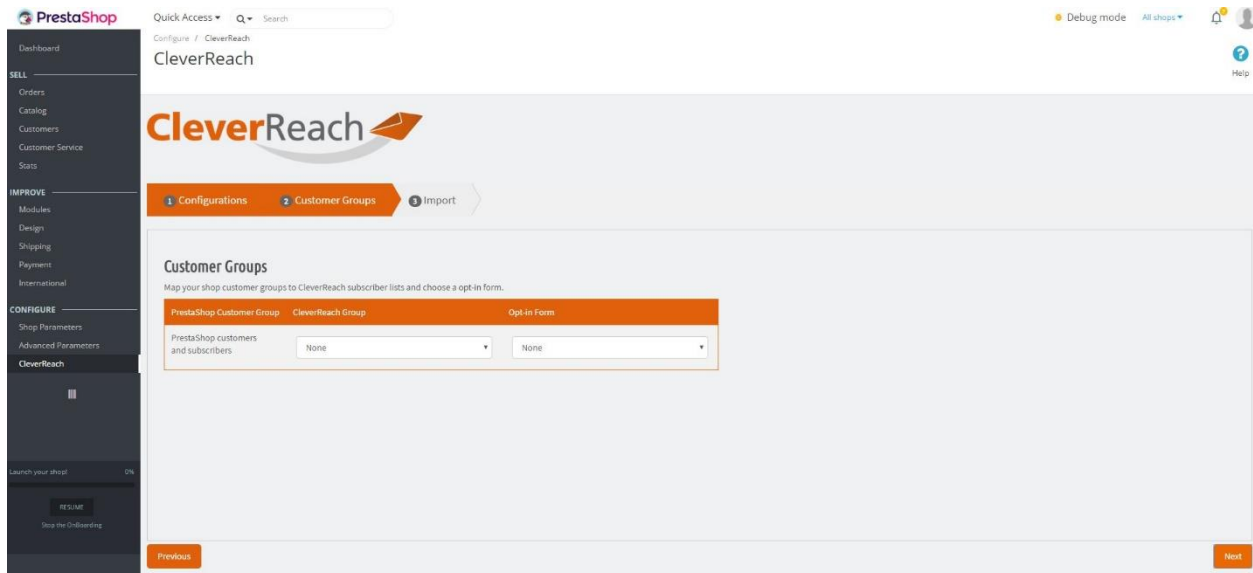 PrestaShop
Quick Access
Search
Debug mode
All shops
Configure / CleverReach
CleverReach
Help
Dashboard
SELL
Orders
Catalog
Customers
Customer Service
Stats
IMPROVE
Modules
Design
Shipping
Payment
International
CONFIGURE
Shop Parameters
Advanced Parameters
CleverReach
Launch your shop! 0%
RESUME
Stop the OnBoarding
CleverReach
1 Configurations
2 Customer Groups
3 Import
Customer Groups
Map your shop customer groups to CleverReach subscriber lists and choose a opt-in form.
PrestaShop Customer Group CleverReach Group Opt-in Form
PrestaShop customers
and subscribers
None
None
Previous
Next